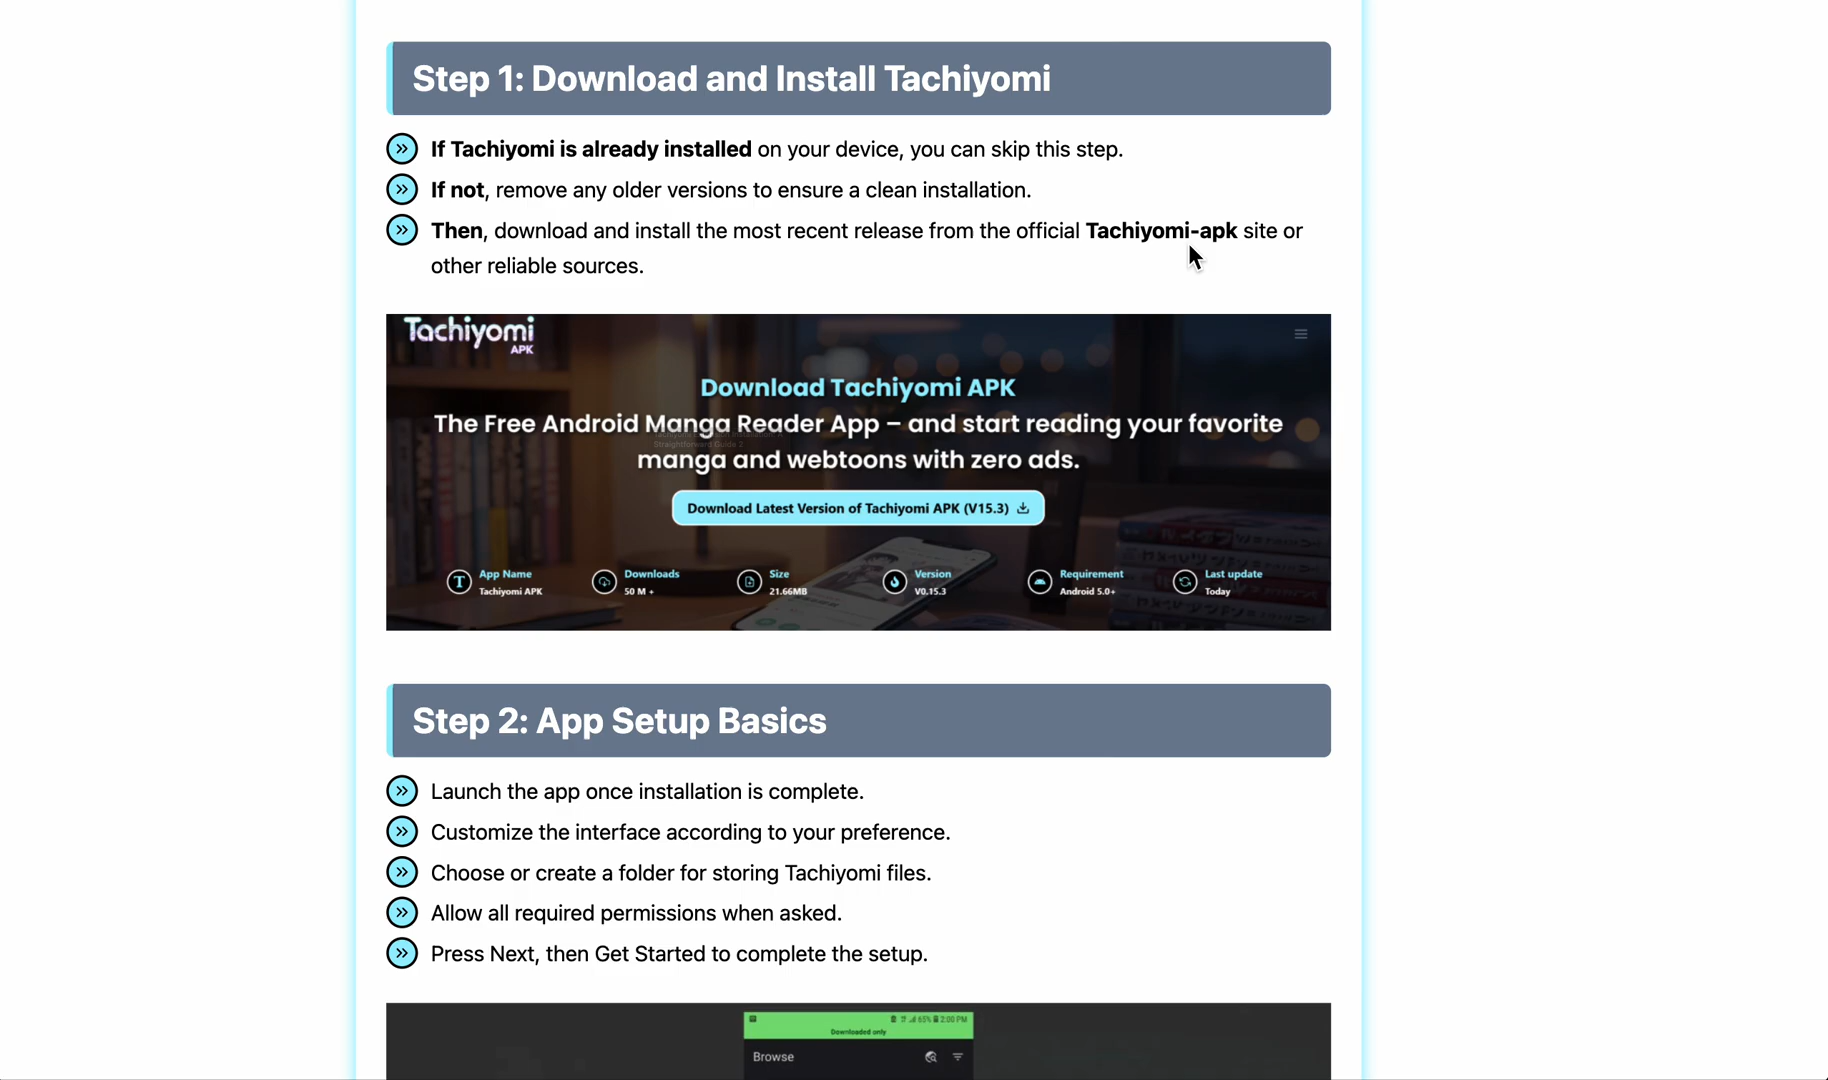 Step 1: Download and Install Tachiyomi
If Tachiyomi is already installed on your device, you can skip this step.
If not, remove any older versions to ensure a clean installation.
Then, download and install the most recent release from the official Tachiyomi-apk site or
other reliable sources.
Tachiyomi
APK
Download Tachiyomi APK
The Free Android Manga Reader App – and start reading your favorite
manga and webtoons with zero ads.
Straightforward Guide 2
Download Latest Version of Tachiyomi APK (V15.3)
App Name
Tachiyomi APK
Downloads
50 M +
Size
21.66MB
Version
V0.15.3
Requirement
Android 5.0+
Last update
Today
Step 2: App Setup Basics
Launch the app once installation is complete.
Customize the interface according to your preference.
Choose or create a folder for storing Tachiyomi files.
Allow all required permissions when asked.
Press Next, then Get Started to complete the setup.
65% 2:00 PM
Downloaded only
Browse